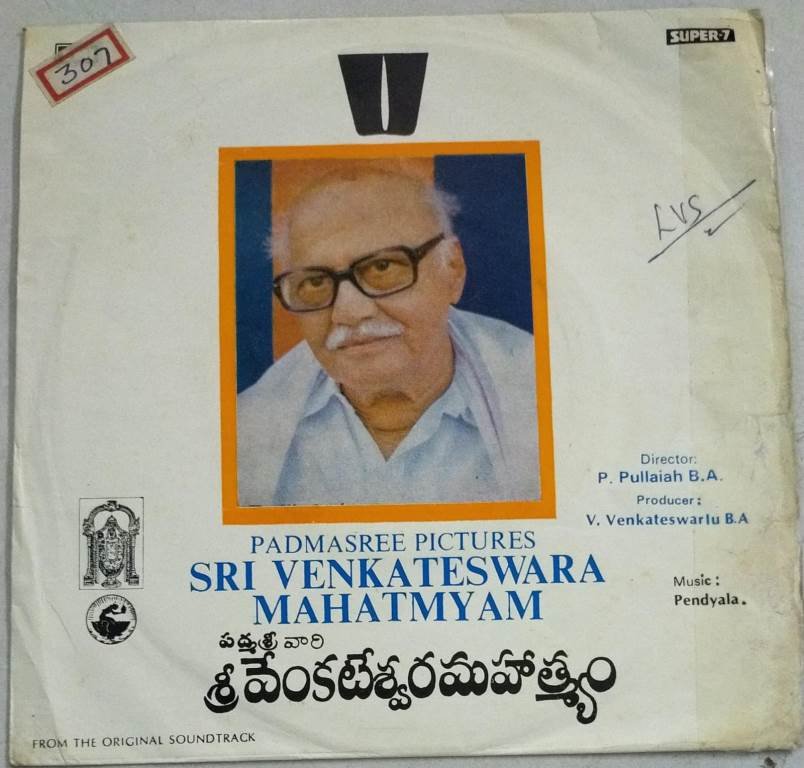 307
SUPER-7
LVS
Director:
P. Pullaiah B.A.
Producer:
V. Venkateswarlu B.A
Music:
Pendyala.
PADMASREE PICTURES
SRI VENKATESWARA
MAHATMYAM
పద్మశ్రీ వారి
శ్రీ వేంకటేశ్వర మహాత్మ్యం
FROM THE ORIGINAL SOUNDTRACK